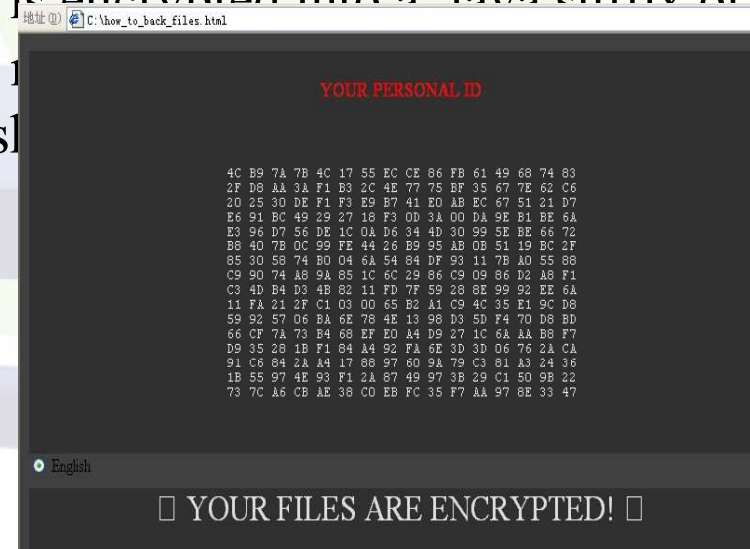 地址(D) C:\how_to_back_files.html
YOUR PERSONAL ID
4C B9 7A 7B 4C 17 55 EC CE 86 FB 61 49 68 74 83
2F D8 AA 3A F1 B3 2C 4E 77 75 BF 35 67 7E 62 C6
20 25 30 DE F1 F3 E9 B7 41 E0 AB EC 67 51 21 D7
E6 91 BC 49 29 27 18 F3 0D 3A 00 DA 9E B1 BE 6A
E3 96 D7 56 DE 1C 0A D6 34 4D 30 99 5E BE 66 72
B8 40 7B 0C 99 FE 44 26 B9 95 AB 0B 51 19 BC 2F
85 30 58 74 B0 04 6A 54 84 DF 93 11 7B A0 55 88
C9 90 74 A8 9A 85 1C 6C 29 86 C9 09 86 D2 A8 F1
C3 4D B4 D3 4B 82 11 FD 7F 59 28 8E 99 92 EE 6A
11 FA 21 2F C1 03 00 65 B2 A1 C9 4C 35 E1 9C D8
59 92 57 06 BA 6E 78 4E 13 98 D3 5D F4 70 D8 BD
66 CF 7A 73 B4 68 EF E0 A4 D9 27 1C 6A AA B8 F7
D9 35 28 1B F1 84 A4 92 FA 6E 3D 3D 06 76 2A CA
91 C6 84 2A A4 17 88 97 60 9A 79 C3 81 A3 24 36
1B 55 97 4E 93 F1 2A 87 49 97 3B 29 C1 50 9B 22
73 7C A6 CB AE 38 C0 EB FC 35 F7 AA 97 8E 33 47
English
YOUR FILES ARE ENCRYPTED!